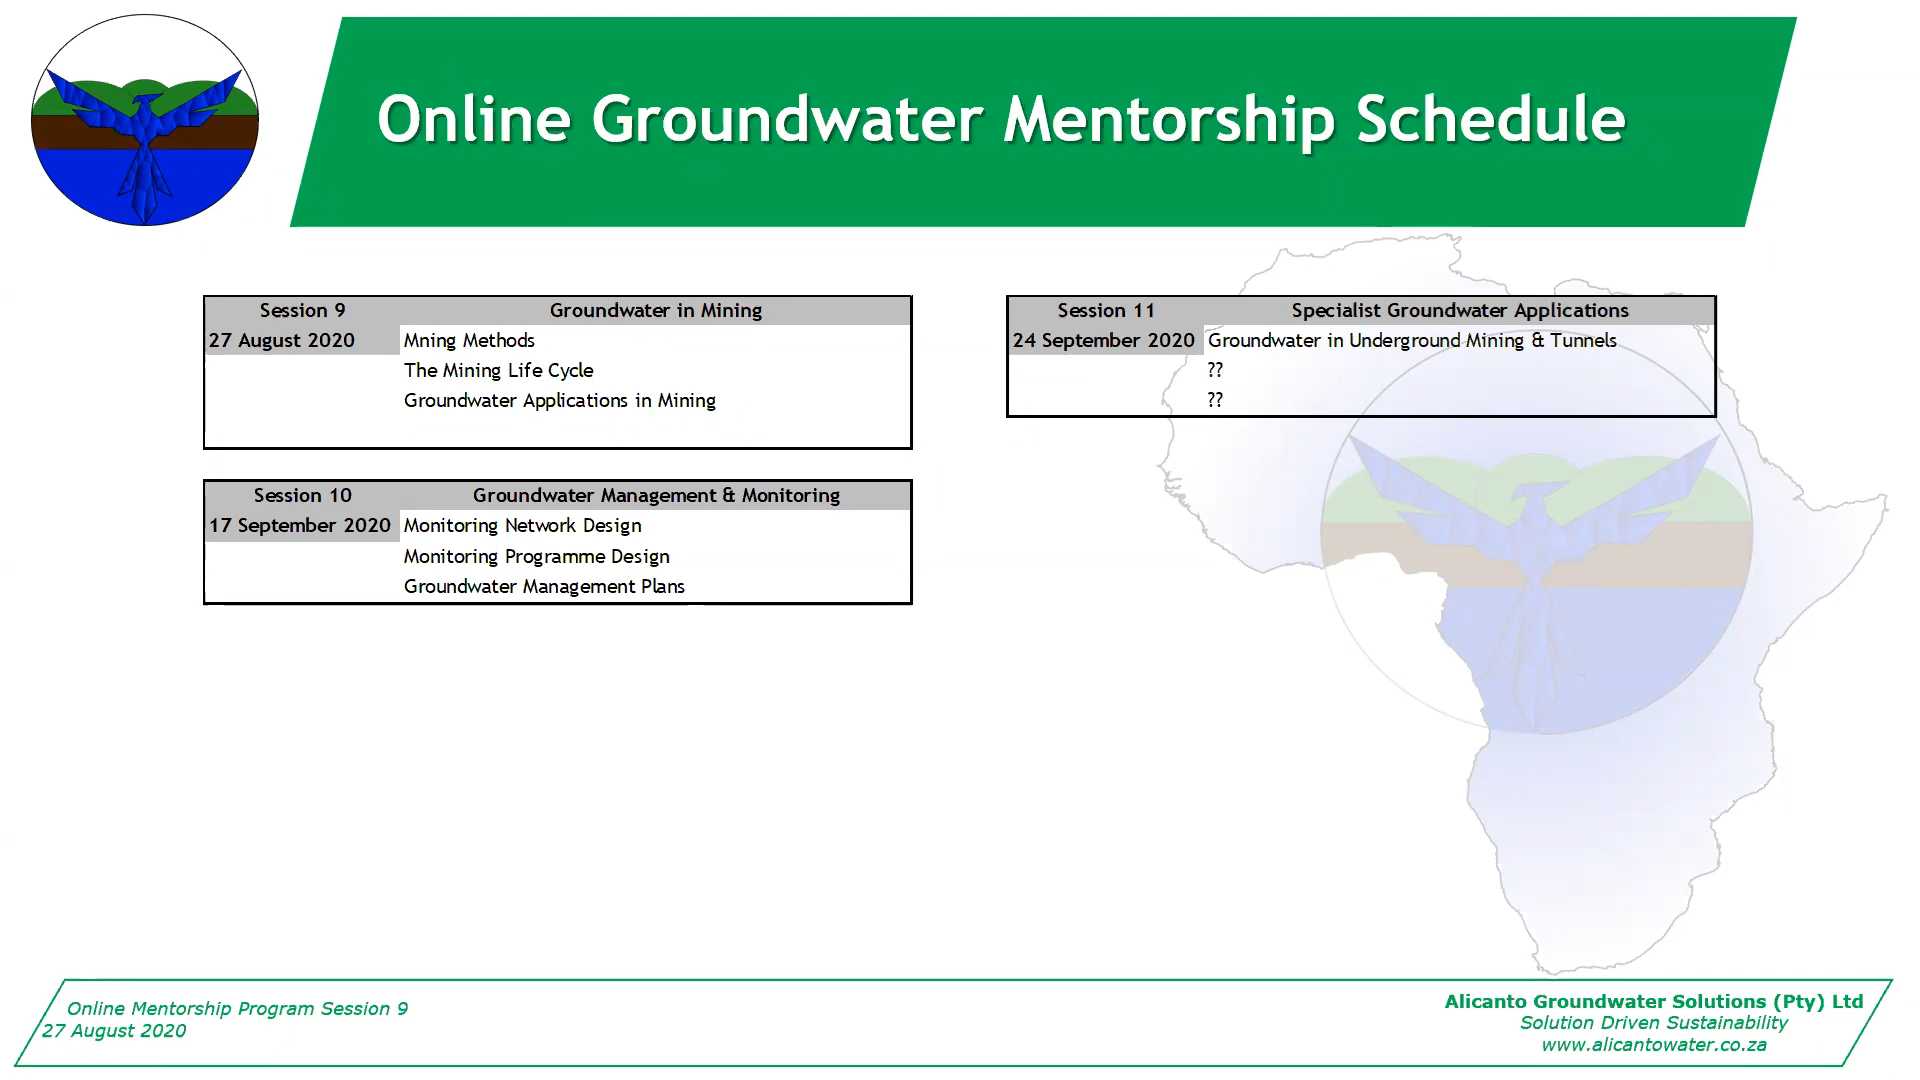 Online Groundwater Mentorship Schedule
Session 9 Groundwater in Mining
27 August 2020 Mning Methods
The Mining Life Cycle
Groundwater Applications in Mining
Session 10 Groundwater Management & Monitoring
17 September 2020 Monitoring Network Design
Monitoring Programme Design
Groundwater Management Plans
Session 11 Specialist Groundwater Applications
24 September 2020 Groundwater in Underground Mining & Tunnels
??
??
Online Mentorship Program Session 9
27 August 2020
Alicanto Groundwater Solutions (Pty) Ltd
Solution Driven Sustainability
www.alicantowater.co.za